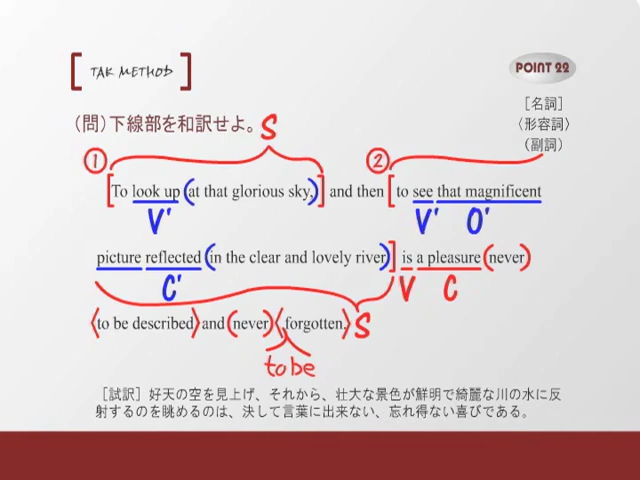 [ TAK METHOD ]
POINT 22
［名詞］
〈形容詞〉
（副詞）
（問）下線部を和訳せよ。 S
① ②
[To look up (at that glorious sky,)] and then [to see that magnificent
V' V' O'
picture reflected (in the clear and lovely river)] is a pleasure (never)
C' V C
〈to be described〉 and (never) 〈 forgotten.〉 S
to be
［試訳］好天の空を見上げ、それから、壮大な景色が鮮明で綺麗な川の水に反
射するのを眺めるのは、決して言葉に出来ない、忘れ得ない喜びである。